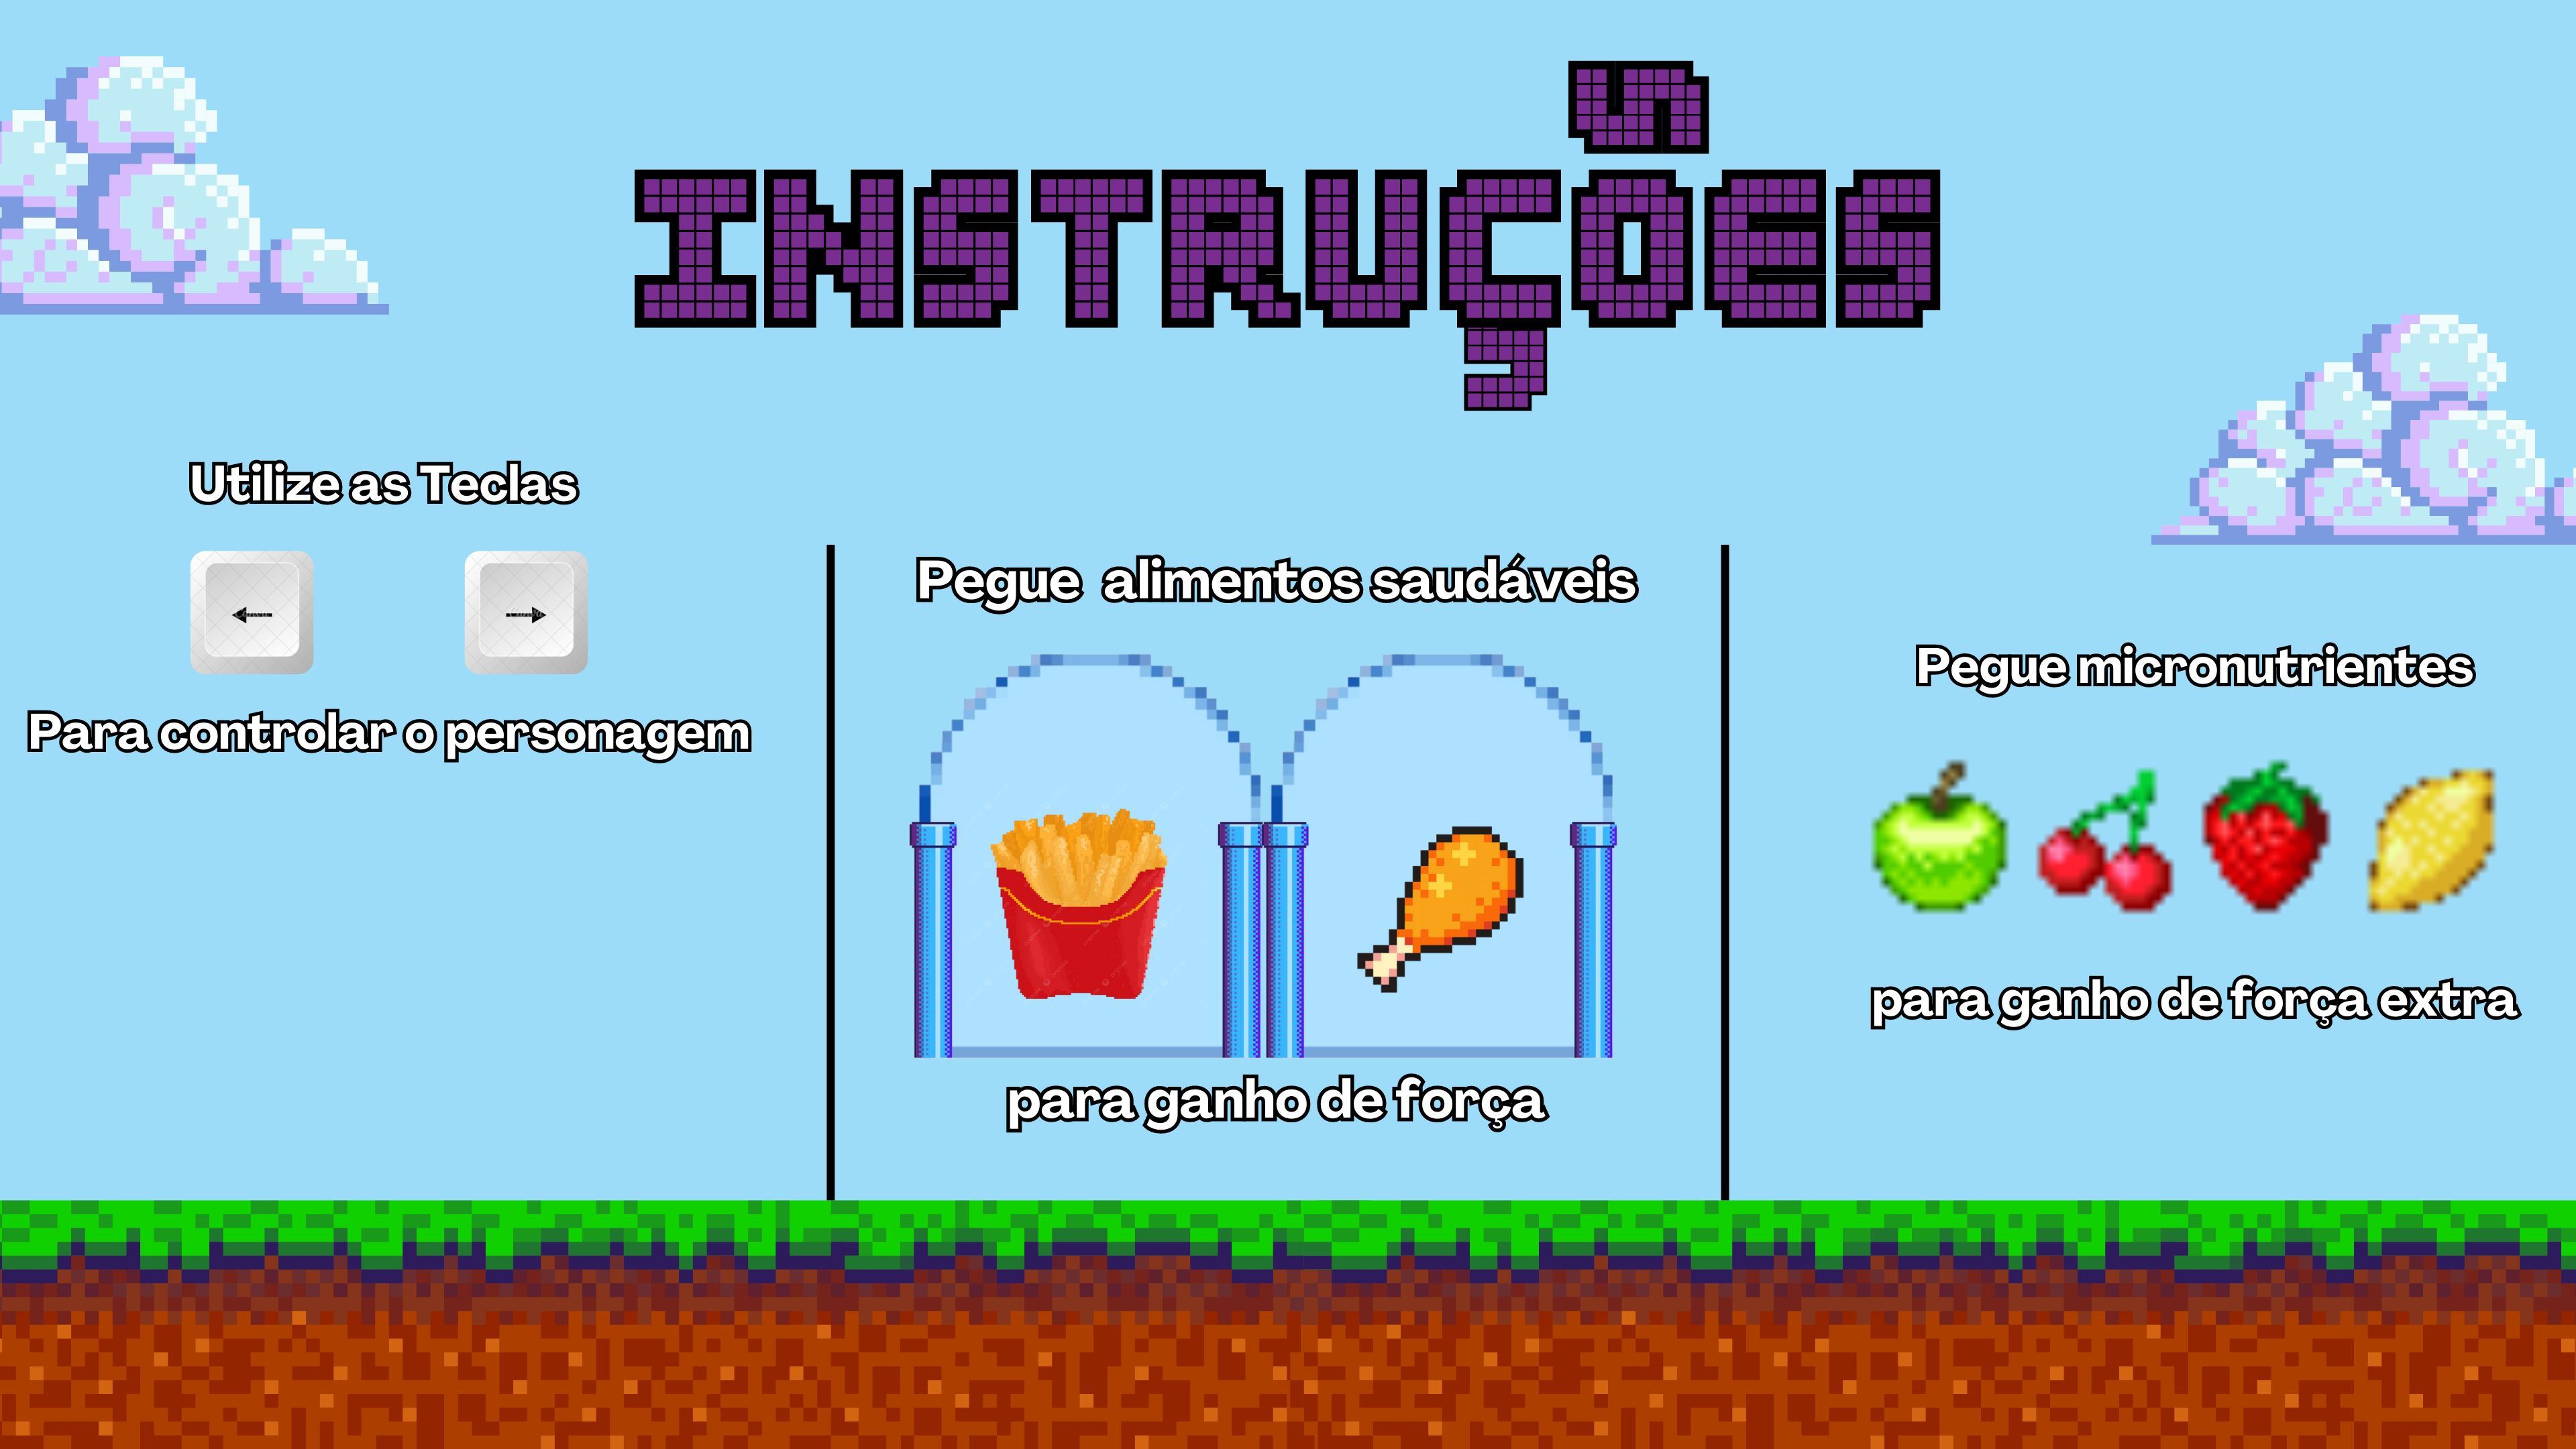 INSTRUÇÕES
Utilize as Teclas
← →
Para controlar o personagem
Pegue alimentos saudáveis
para ganho de força
Pegue micronutrientes
para ganho de força extra